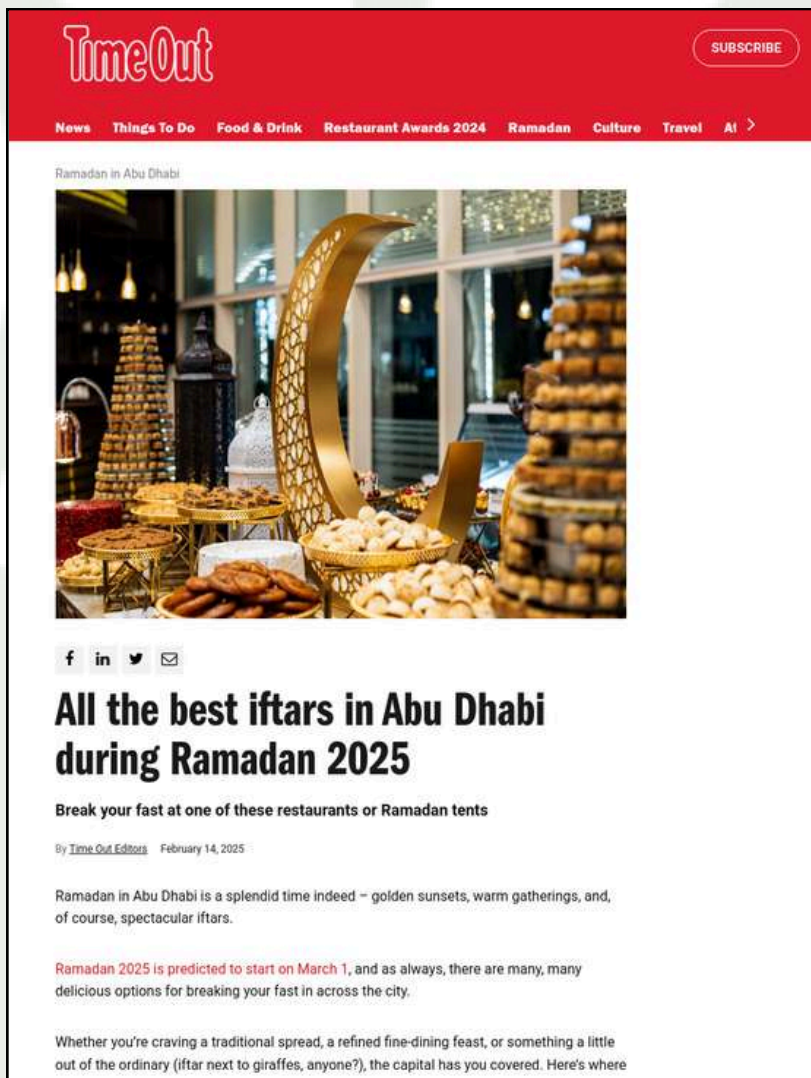 TimeOut
SUBSCRIBE
News Things To Do Food & Drink Restaurant Awards 2024 Ramadan Culture Travel
Ramadan in Abu Dhabi
All the best iftars in Abu Dhabi
during Ramadan 2025
Break your fast at one of these restaurants or Ramadan tents
By Time Out Editors February 14, 2025
Ramadan in Abu Dhabi is a splendid time indeed – golden sunsets, warm gatherings, and,
of course, spectacular iftars.
Ramadan 2025 is predicted to start on March 1, and as always, there are many, many
delicious options for breaking your fast in across the city.
Whether you're craving a traditional spread, a refined fine-dining feast, or something a little
out of the ordinary (iftar next to giraffes, anyone?), the capital has you covered. Here's where